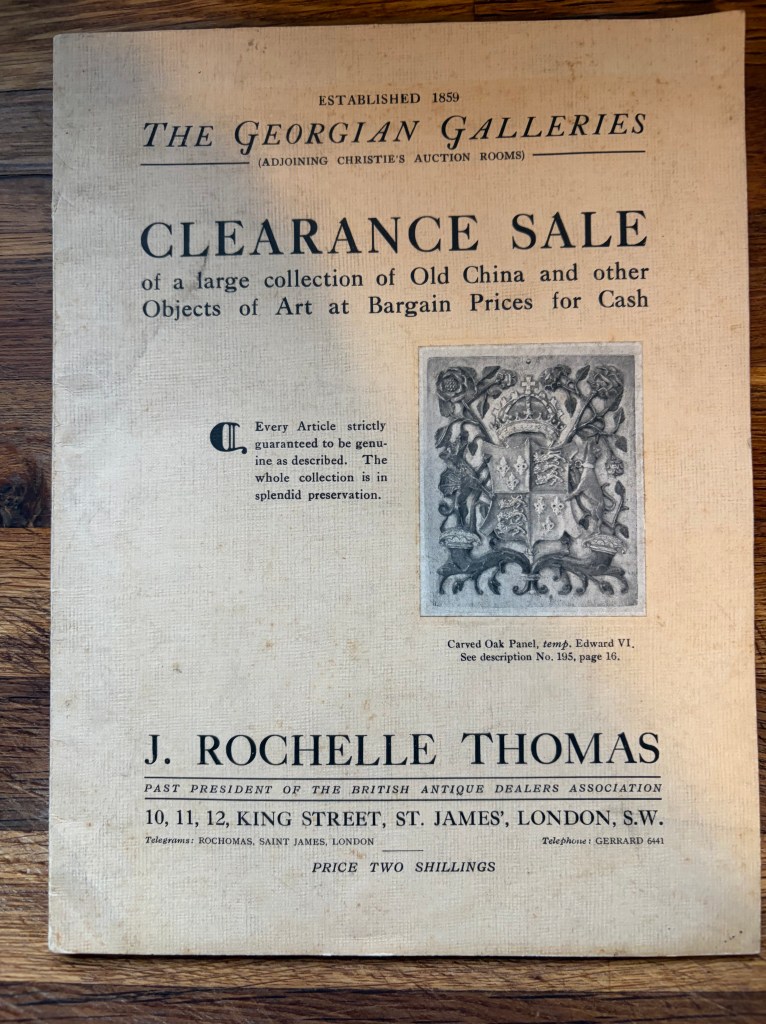 ESTABLISHED 1859
THE GEORGIAN GALLERIES
(ADJOINING CHRISTIE'S AUCTION ROOMS)
CLEARANCE SALE
of a large collection of Old China and other
Objects of Art at Bargain Prices for Cash
Every Article strictly
guaranteed to be genu-
ine as described. The
whole collection is in
splendid preservation.
Carved Oak Panel, temp. Edward VI.
See description No. 195, page 16.
J. ROCHELLE THOMAS
PAST PRESIDENT OF THE BRITISH ANTIQUE DEALERS ASSOCIATION
10, 11, 12, KING STREET, ST. JAMES', LONDON, S.W.
Telegrams: ROCHOMAS, SAINT JAMES, LONDON Telephone: GERRARD 6441
PRICE TWO SHILLINGS